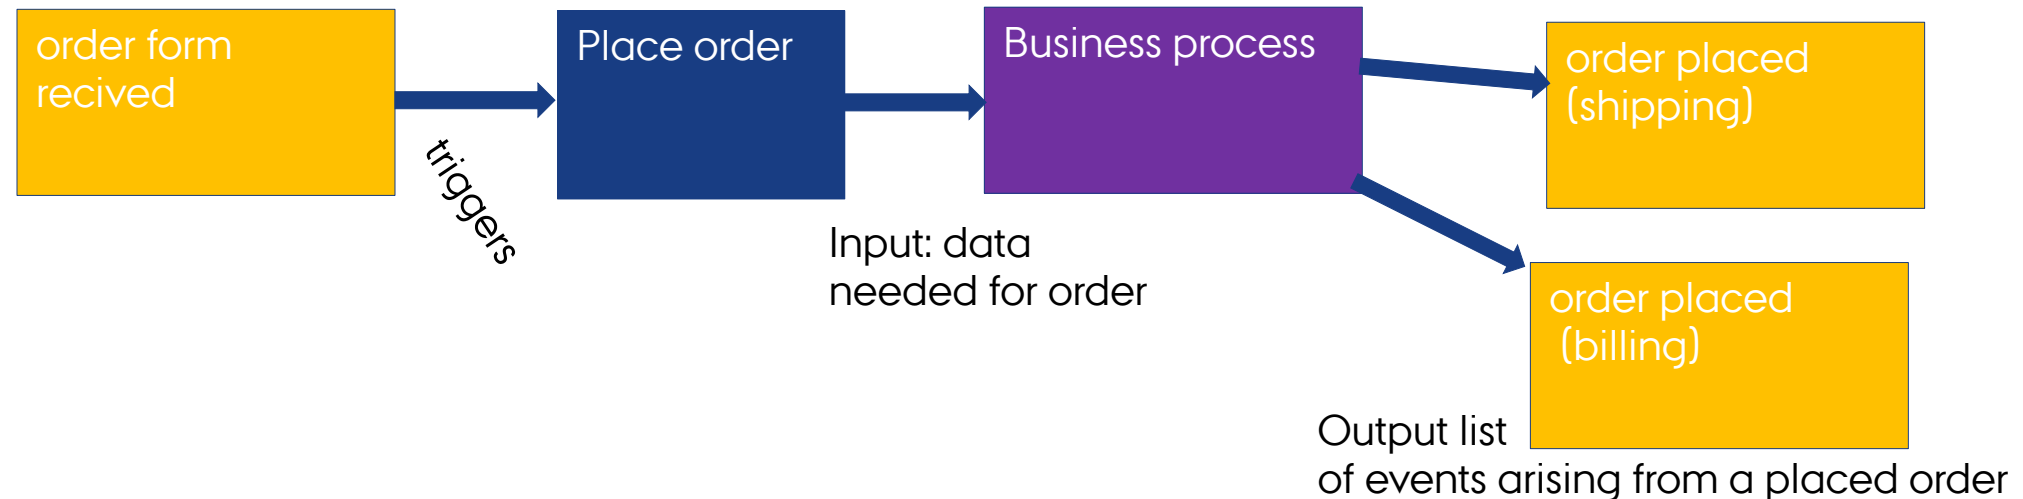 order form
recived
triggers
Place order
Input: data
needed for order
Business process
order placed
(shipping)
order placed
(billing)
Output list
of events arising from a placed order